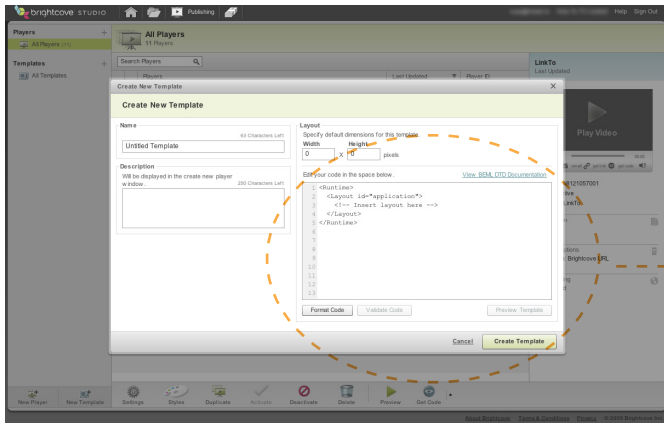 brightcove STUDIO
Publishing
Help Sign Out
Players +
All Players (11)
Templates +
All Templates
All Players
11 Players
Search Players
Players Last Updated Player ID
LinkTo
Last Updated
Play Video
Create New Template X
Create New Template
Name
63 Characters Left
Untitled Template
Description
Will be displayed in the create new player
window. 250 Characters Left
Layout
Specify default dimensions for this template
Width Height
0 X 0 pixels
Edit your code in the space below. View BEML DTD Documentation
1 <Runtime>
2 <Layout id="application">
3 <!-- Insert layout here -->
4 </Layout>
5 </Runtime>
6
7
8
9
10
11
12
13
Format Code Validate Code Preview Template
Cancel Create Template
Brightcove URL
New Player New Template Settings Styles Duplicate Activate Deactivate Delete Preview Get Code
About Brightcove Terms & Conditions Privacy © 2009 Brightcove Inc.